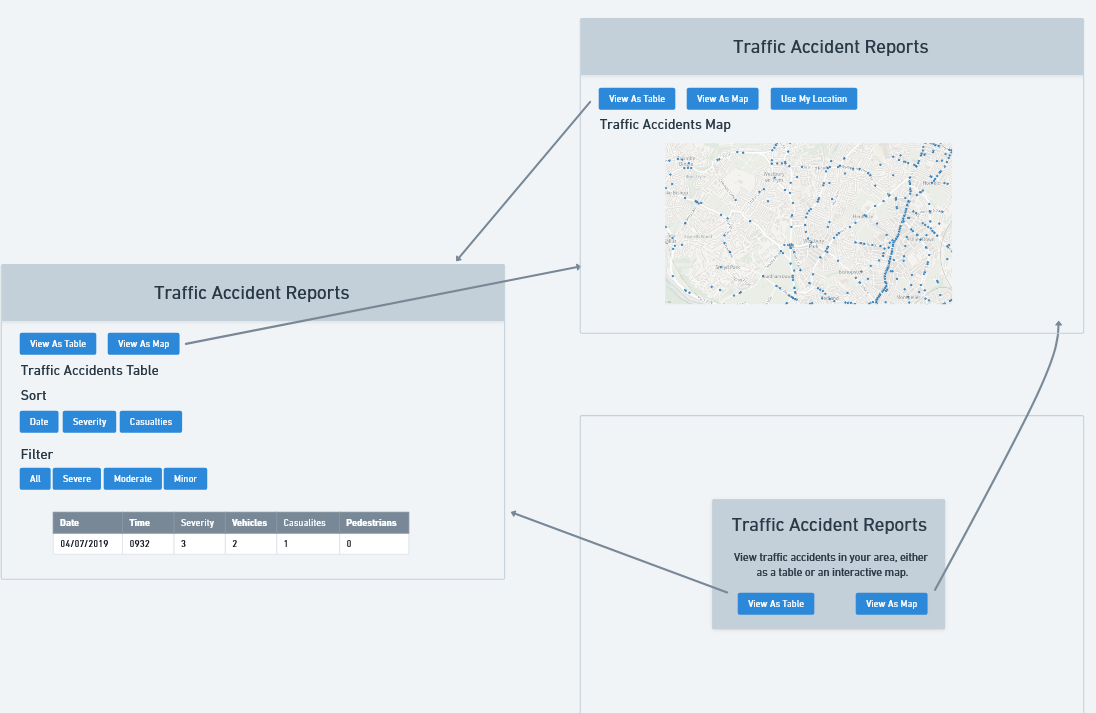 Traffic Accident Reports
View As Table View As Map Use My Location
Traffic Accidents Map
Traffic Accident Reports
View As Table View As Map
Traffic Accidents Table
Sort
Date Severity Casualties
Filter
All Severe Moderate Minor
Date Time Severity Vehicles Casualites Pedestrians
04/07/2019 0932 3 2 1 0
Traffic Accident Reports
View traffic accidents in your area, either
as a table or an interactive map.
View As Table View As Map